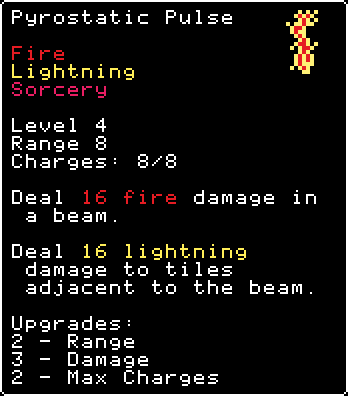 Pyrostatic Pulse
Fire
Lightning
Sorcery
Level 4
Range 8
Charges: 8/8
Deal 16 fire damage in
a beam.
Deal 16 lightning
damage to tiles
adjacent to the beam.
Upgrades:
2 - Range
3 - Damage
2 - Max Charges